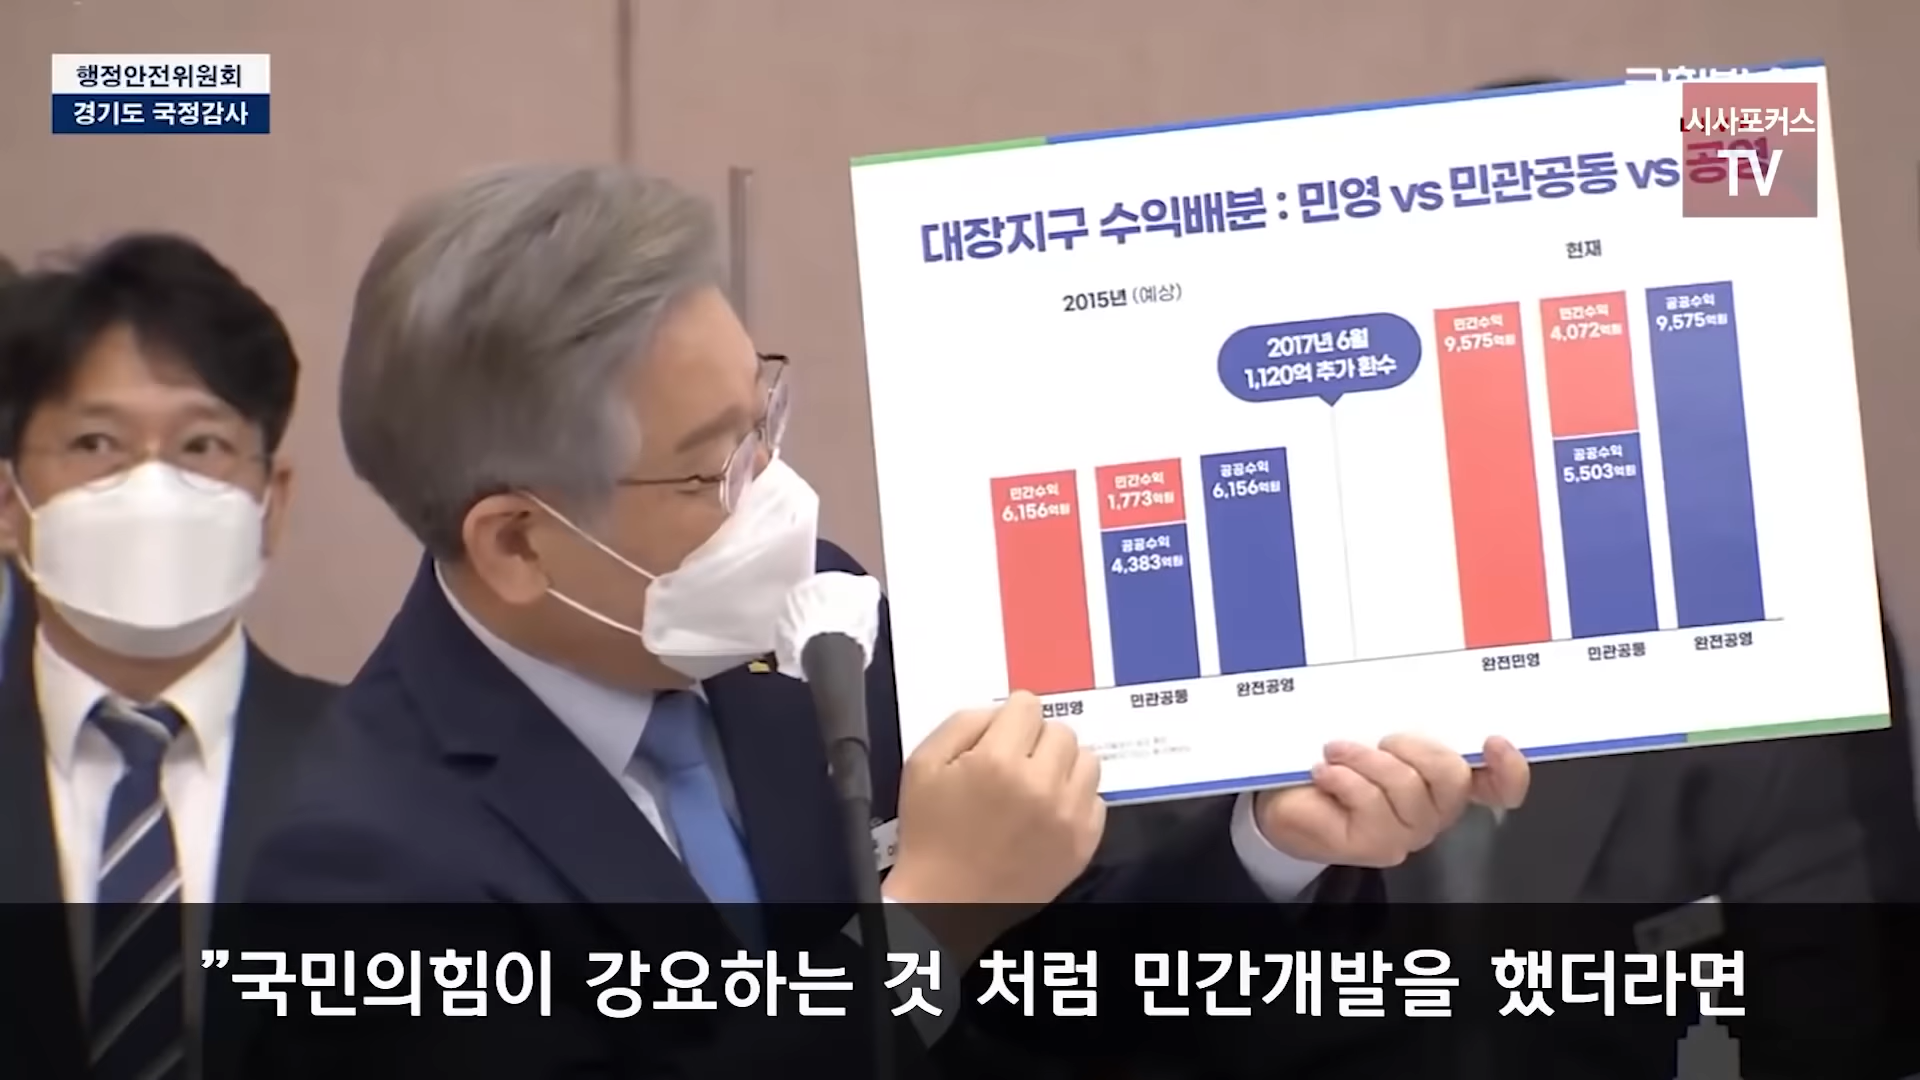 행정안전위원회
경기도 국정감사
시사포커스
TV
대장지구 수익배분 : 민영 vs 민관공동 vs 공영
2015년 (예상)
현재
2017년 6월
1,120억 추가 환수
민간수익
6,156억원
민간수익
1,773억원
공공수익
4,383억원
공공수익
6,156억원
민간수익
9,575억원
민간수익
4,072억원
공공수익
5,503억원
공공수익
9,575억원
전민영
민관공동
완전공영
완전민영
민관공동
완전공영
”국민의힘이 강요하는 것 처럼 민간개발을 했더라면